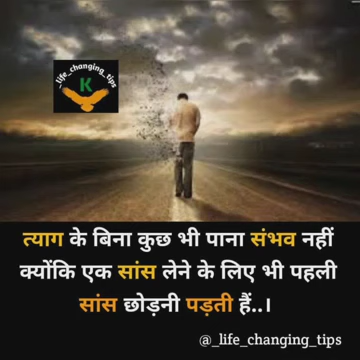 _life_changing_tips
K
त्याग के बिना कुछ भी पाना संभव नहीं
क्योंकि एक सांस लेने के लिए भी पहली
सांस छोड़नी पड़ती हैं..।
@_life_changing_tips